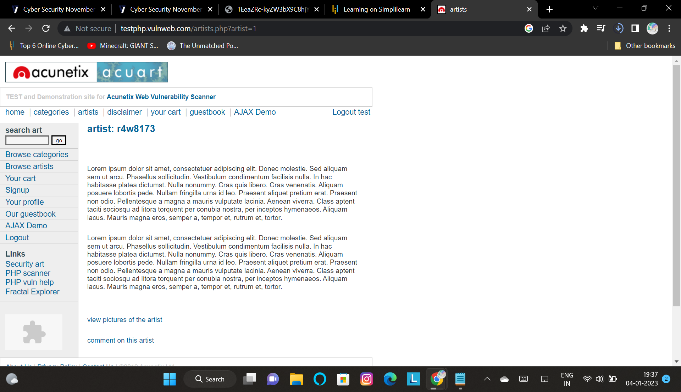 Cyber Security November
Cyber Security November
1LeaZKe-kyZW3bX9C8h
Learning on Simplilearn
artists
Not secure
testphp.vulnweb.com/artists.php?artist=1
Top 6 Online Cyber...
Minecraft: GIANT S...
The Unmatched Pu...
Other bookmarks
acunetix acuart
TEST and Demonstration site for Acunetix Web Vulnerability Scanner
home | categories | artists | disclaimer | your cart | guestbook | AJAX Demo
Logout test
search art
go
Browse categories
Browse artists
Your cart
Signup
Your profile
Our guestbook
AJAX Demo
Logout
Links
Security art
PHP scanner
PHP vuln help
Fractal Explorer
artist: r4w8173
Lorem ipsum dolor sit amet, consectetuer adipiscing elit. Donec molestie. Sed aliquam
sem ut arcu. Phasellus sollicitudin. Vestibulum condimentum facilisis nulla. In hac
habitasse platea dictumst. Nulla nonummy. Cras quis libero. Cras venenatis. Aliquam
posuere lobortis pede. Nullam fringilla urna id leo. Praesent aliquet pretium erat. Praesent
non odio. Pellentesque a magna a mauris vulputate lacinia. Aenean viverra. Class aptent
taciti sociosqu ad litora torquent per conubia nostra, per inceptos hymenaeos. Aliquam
lacus. Mauris magna eros, semper a, tempor et, rutrum et, tortor.
Lorem ipsum dolor sit amet, consectetuer adipiscing elit. Donec molestie. Sed aliquam
sem ut arcu. Phasellus sollicitudin. Vestibulum condimentum facilisis nulla. In hac
habitasse platea dictumst. Nulla nonummy. Cras quis libero. Cras venenatis. Aliquam
posuere lobortis pede. Nullam fringilla urna id leo. Praesent aliquet pretium erat. Praesent
non odio. Pellentesque a magna a mauris vulputate lacinia. Aenean viverra. Class aptent
taciti sociosqu ad litora torquent per conubia nostra, per inceptos hymenaeos. Aliquam
lacus. Mauris magna eros, semper a, tempor et, rutrum et, tortor.
view pictures of the artist
comment on this artist
Search
ENG
IN
19:37
04-01-2023